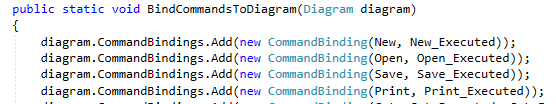 public static void BindCommandsToDiagram(Diagram diagram)
{
diagram.CommandBindings.Add(new CommandBinding(New, New_Executed));
diagram.CommandBindings.Add(new CommandBinding(Open, Open_Executed));
diagram.CommandBindings.Add(new CommandBinding(Save, Save_Executed));
diagram.CommandBindings.Add(new CommandBinding(Print, Print_Executed));